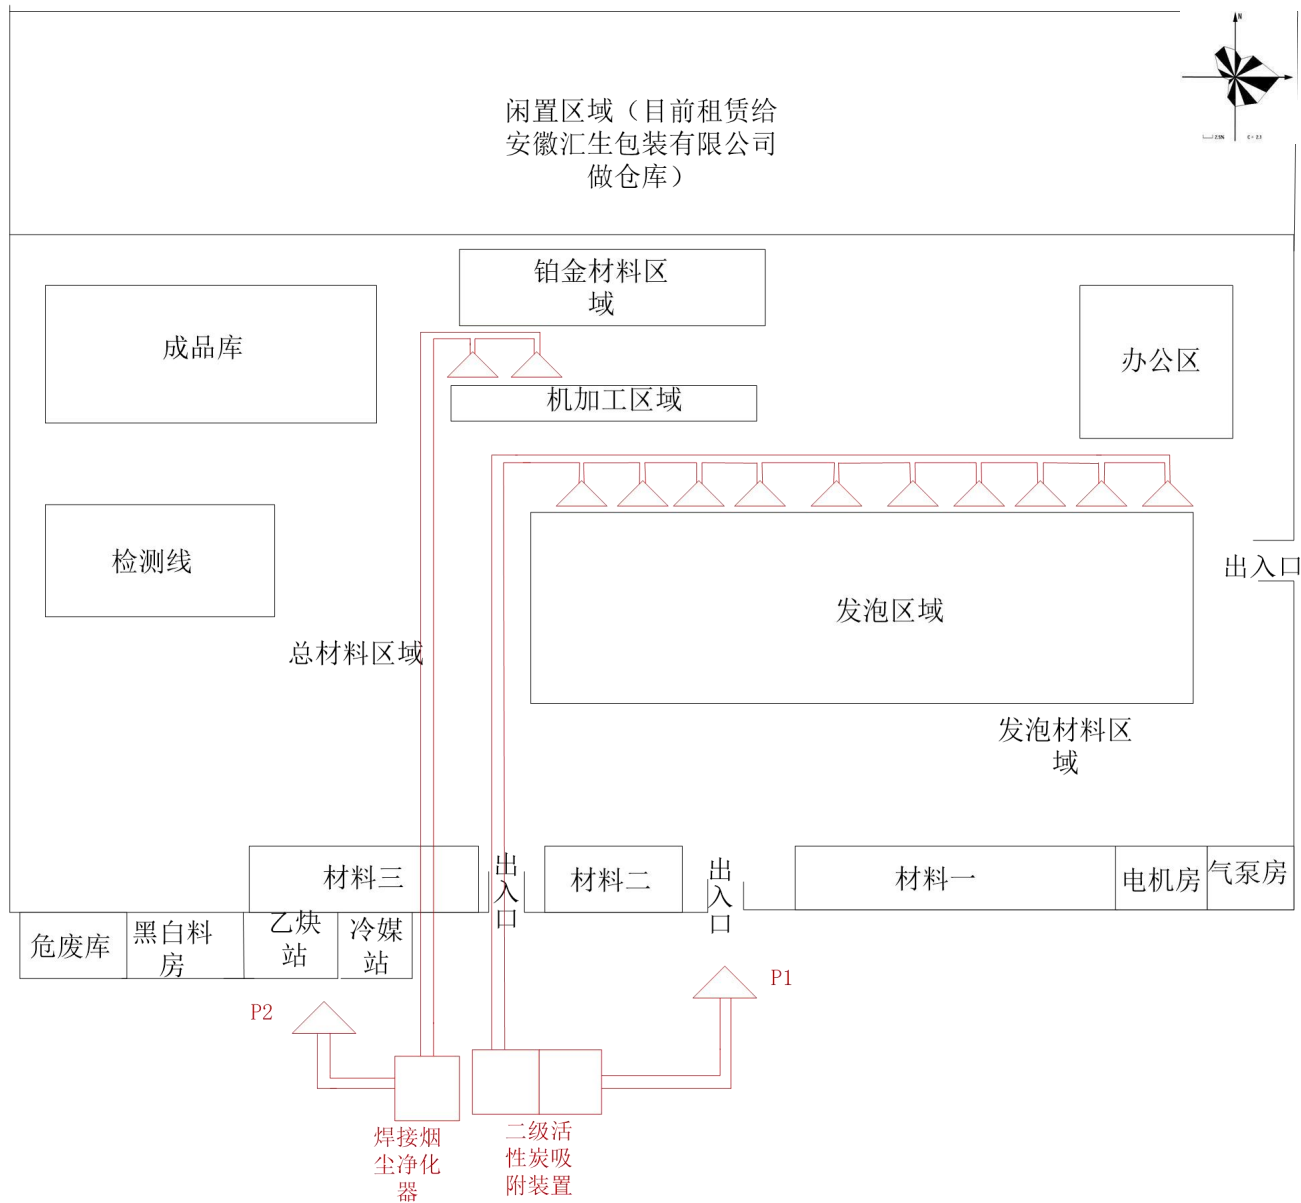 N
闲置区域（目前租赁给
安徽汇生包装有限公司
做仓库）
铂金材料区
域
成品库
办公区
机加工区域
检测线
出入口
发泡区域
总材料区域
发泡材料区
域
材料三
出
入
口
材料二
出
入
口
材料一
电机房
气泵房
危废库
黑白料
房
乙炔
站
冷媒
站
P1
P2
焊接烟
尘净化
器
二级活
性炭吸
附装置